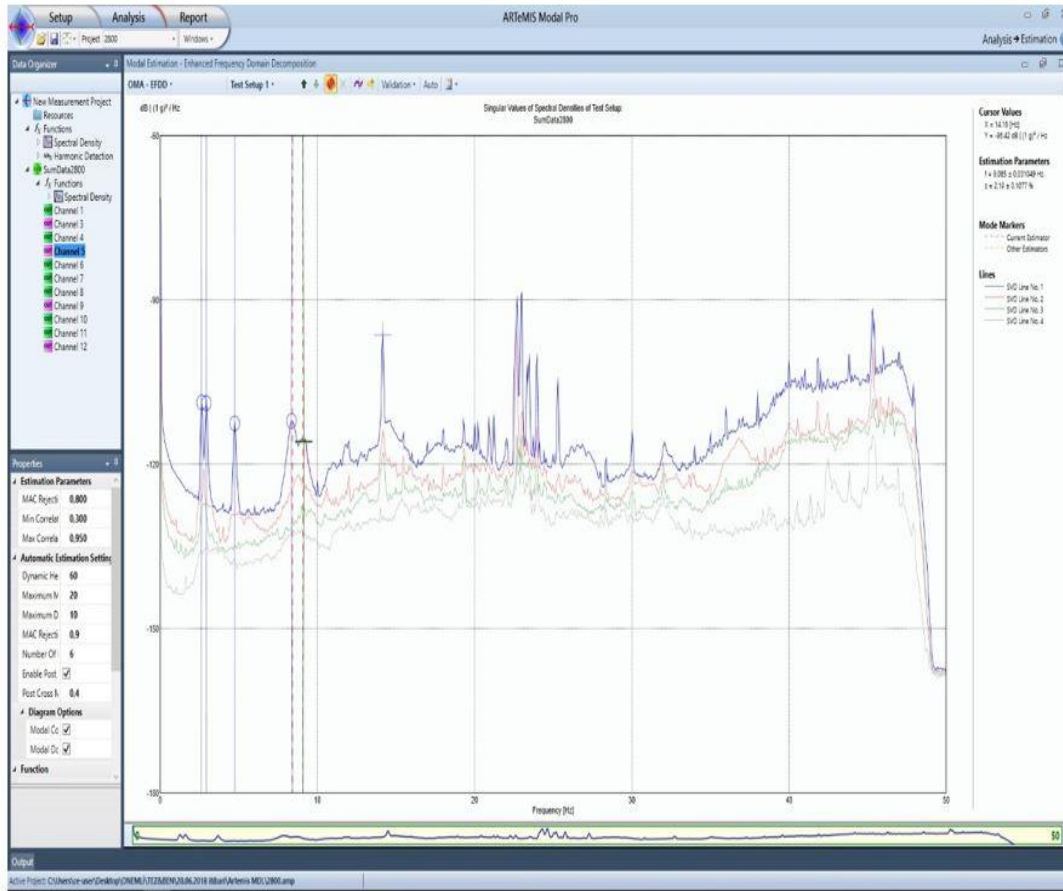 Setup Analysis Report
ARTeMIS Modal Pro
Project 2800 Windows
Analysis Estimation
Data Organizer
Modal Estimation - Enhanced Frequency Domain Decomposition
OMA - EFDD Test Setup 1 Validation Auto
New Measurement Project
Resources
Functions
Spectral Density
Harmonic Detection
SumData2800
Functions
Spectral Density
Channel 1
Channel 3
Channel 4
Channel 5
Channel 6
Channel 7
Channel 8
Channel 9
Channel 10
Channel 11
Channel 12
dB | (1 g)² / Hz
Singular Values of Spectral Densities of Test Setup
SumData2800
-60
-90
-120
-150
-180
0 10 20 30 40 50
Frequency [Hz]
Cursor Values
Estimation Parameters
Mode Markers
Current Estimator
Other Estimators
Lines
SVD Line No. 1
SVD Line No. 2
SVD Line No. 3
SVD Line No. 4
Properties
Estimation Parameters
MAC Rejecti 0,800
Min Correlat 0,300
Max Correla 0,950
Automatic Estimation Setting
Dynamic He 60
Maximum M 20
Maximum D 10
MAC Rejecti 0,9
Number Of 6
Enable Post
Post Cross 0,4
Diagram Options
Modal Co
Modal Dc
Function
0 50
Output